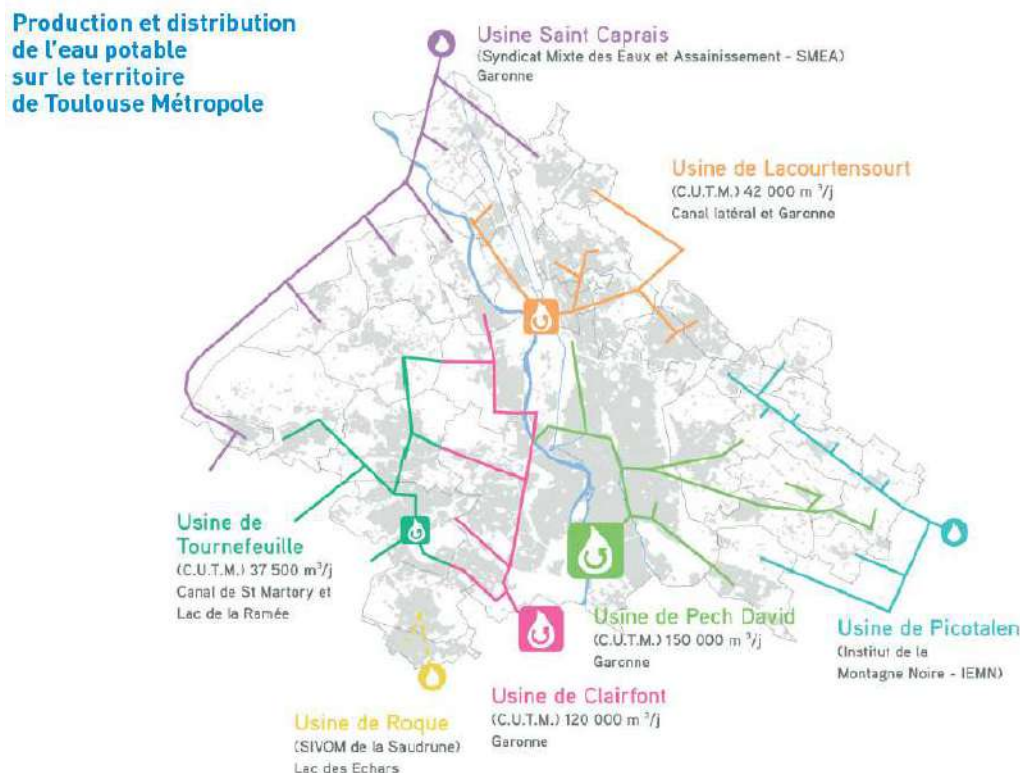 Production et distribution
de l'eau potable
sur le territoire
de Toulouse Métropole
Usine Saint Caprais
(Syndicat Mixte des Eaux et Assainissement - SMEA)
Garonne
Usine de Lacourtensourt
(C.U.T.M.) 42 000 m³/j
Canal latéral et Garonne
Usine de
Tournefeuille
(C.U.T.M.) 37 500 m³/j
Canal de St Martory et
Lac de la Ramée
Usine de Pech David
(C.U.T.M.) 150 000 m³/j
Garonne
Usine de Picotalen
(Institut de la
Montagne Noire - IEMN)
Usine de Clairfont
(C.U.T.M.) 120 000 m³/j
Garonne
Usine de Roque
(SIVOM de la Saudrune)
Lac des Echars